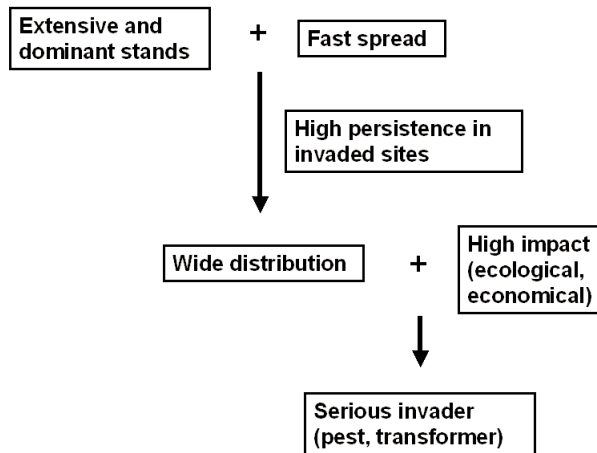 Extensive and
dominant stands
+
Fast spread
High persistence in
invaded sites
Wide distribution
+
High impact
(ecological,
economical)
Serious invader
(pest, transformer)